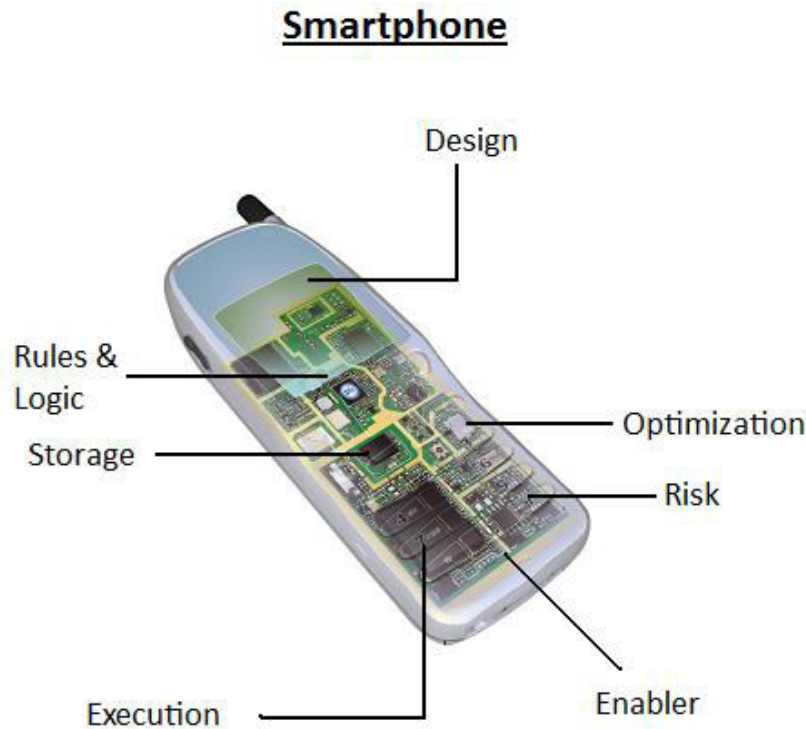 Smartphone
Design
Rules &
Logic
Optimization
Storage
Risk
Enabler
Execution